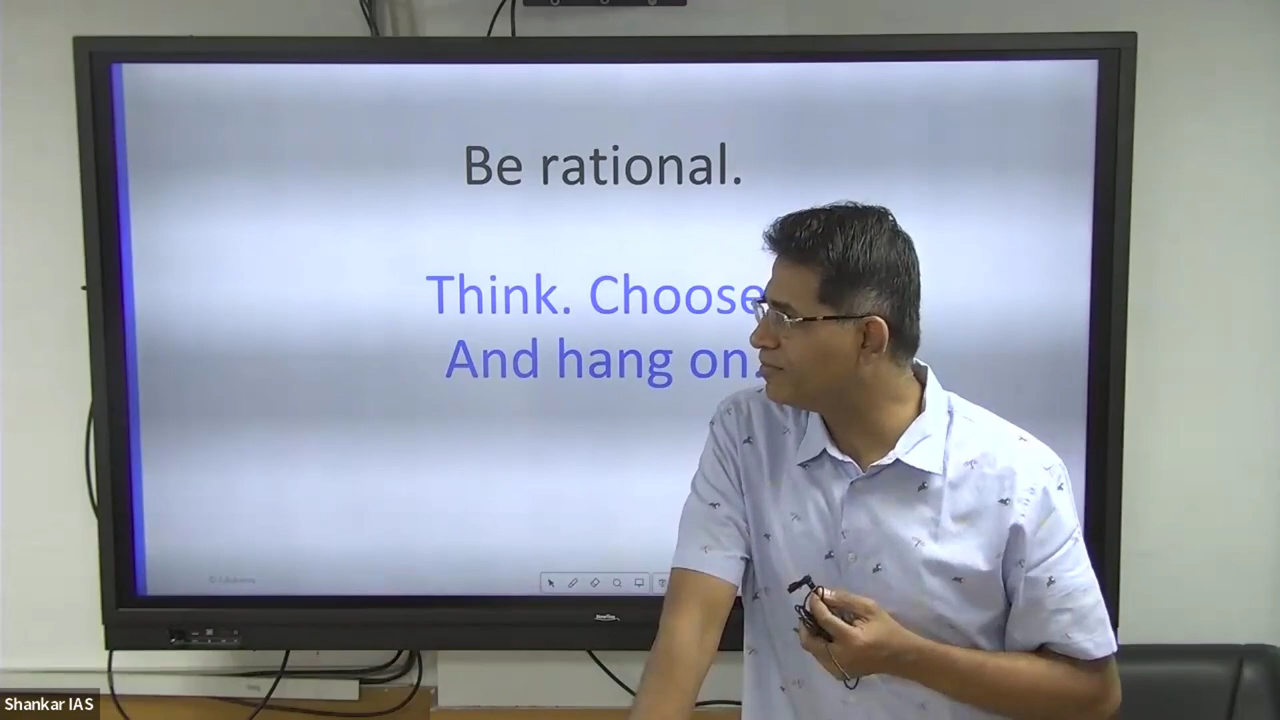 Be rational.
Think. Choose
And hang on.
Shankar IAS